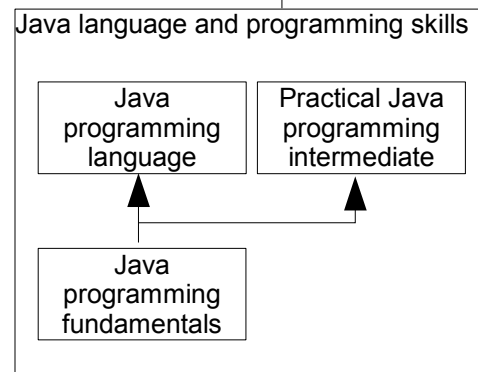 Java language and programming skills
Java
programming
language
Practical Java
programming
intermediate
Java
programming
fundamentals